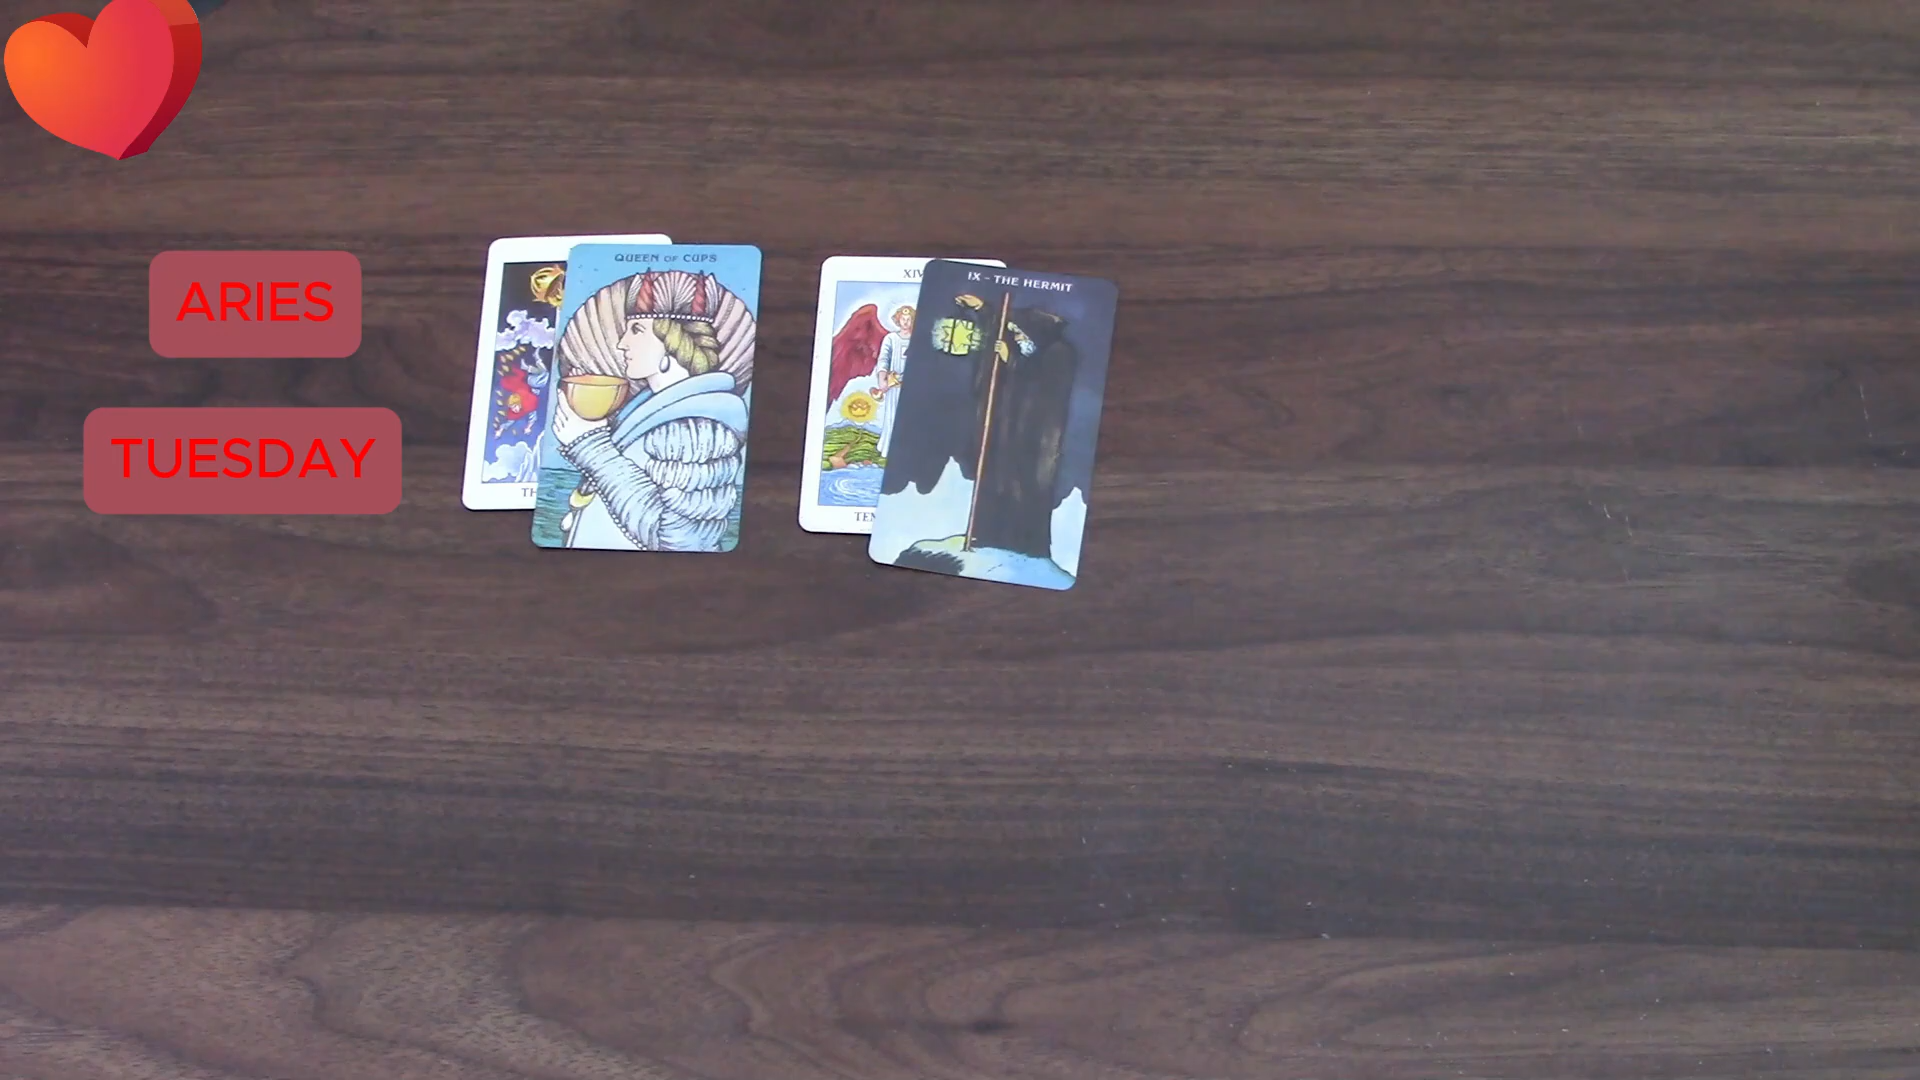 ARIES
TUESDAY
QUEEN OF CUPS
XIV
IX - THE HERMIT